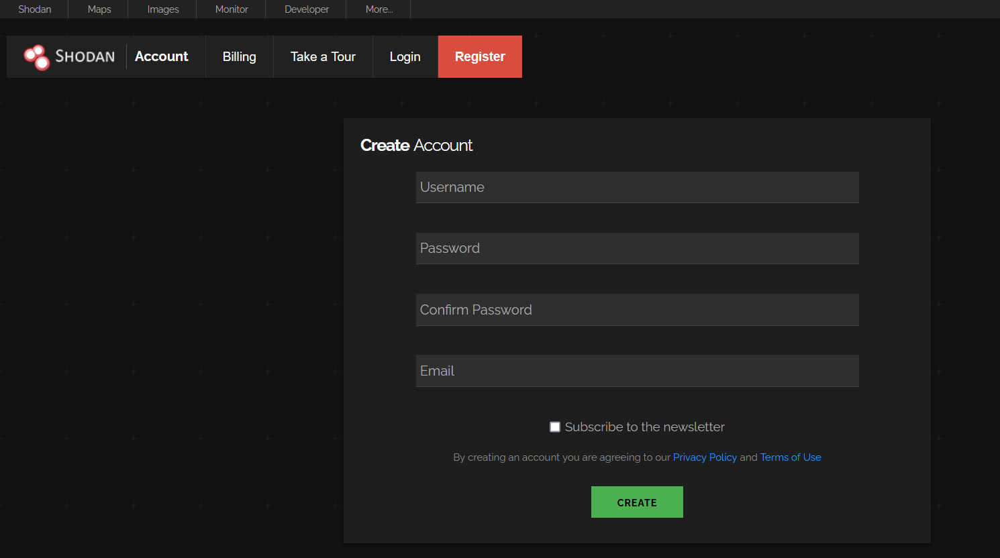 Shodan Maps Images Monitor Developer More...
SHODAN Account Billing Take a Tour Login Register
Create Account
Username
Password
Confirm Password
Email
Subscribe to the newsletter
By creating an account you are agreeing to our Privacy Policy and Terms of Use
CREATE